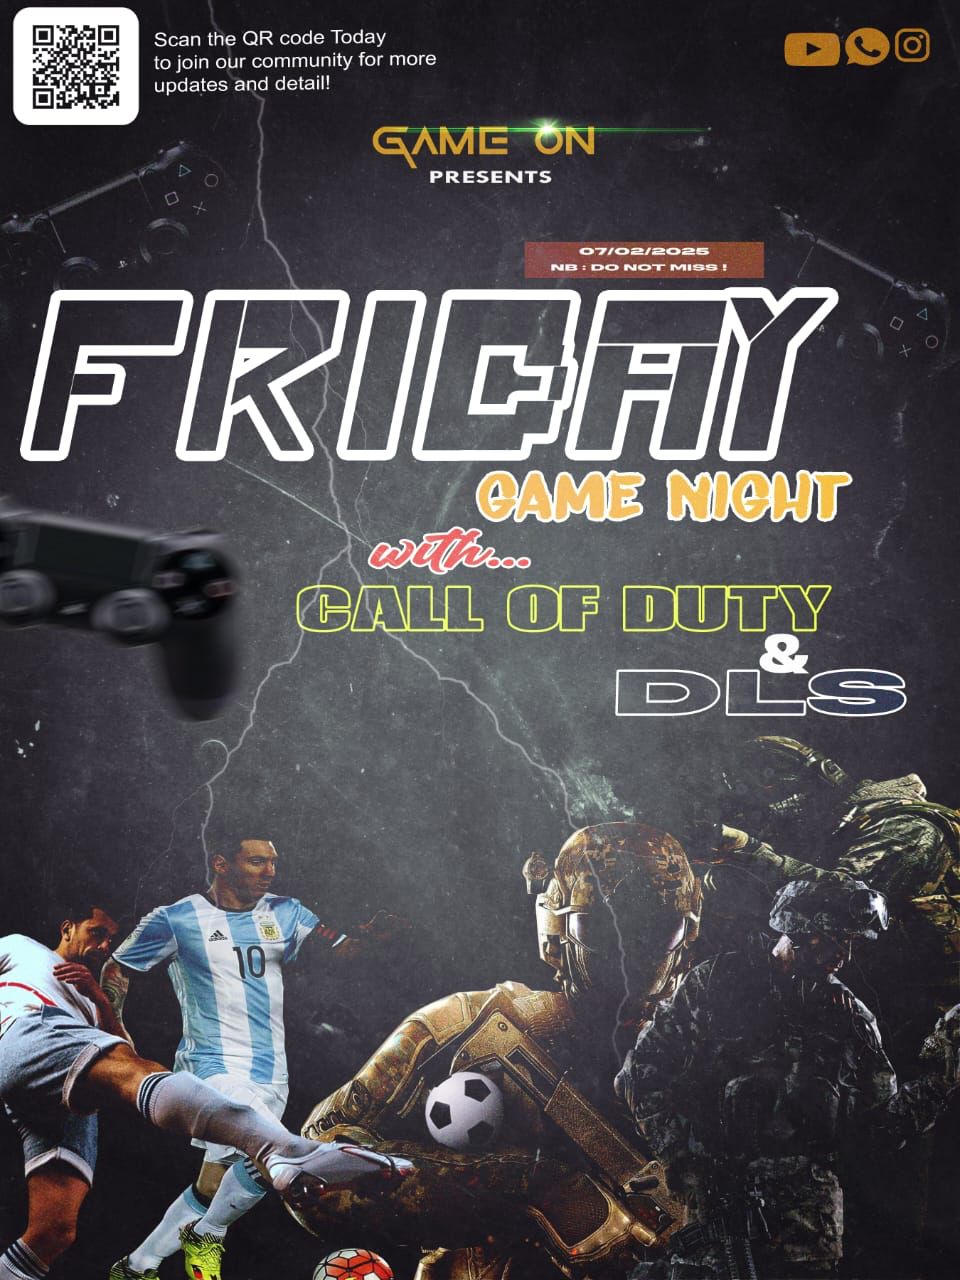 Scan the QR code Today
to join our community for more
updates and detail!
GAME ON
PRESENTS
07/02/2025
NB : DO NOT MISS !
FRIDAY
GAME NIGHT
with...
CALL OF DUTY
&
DLS
10